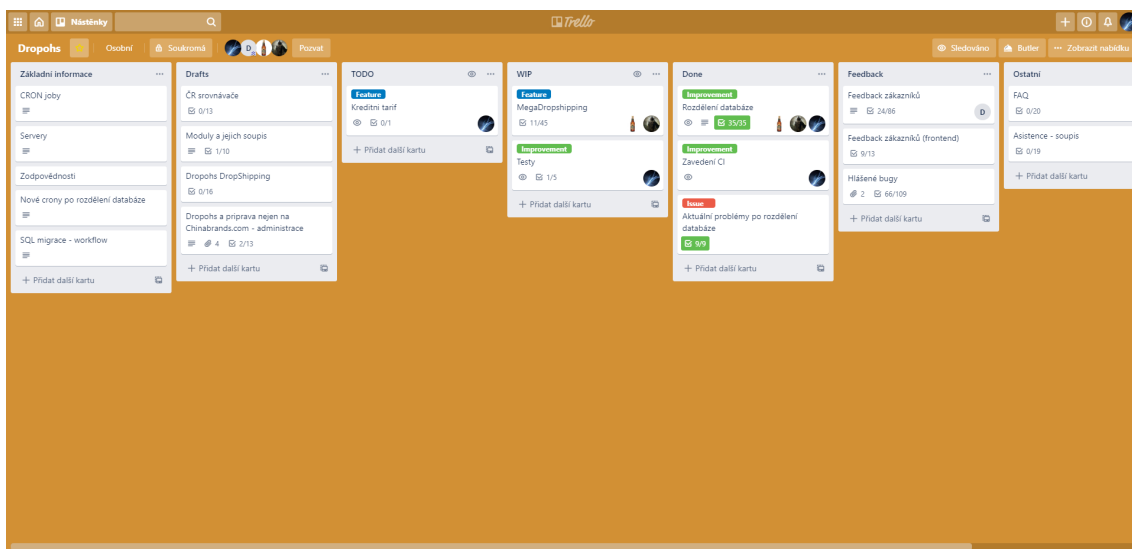 Nástěnky
Trello
Dropohs
Osobní
Soukromá
D
Pozvat
Sledováno
Butler
Zobrazit nabídku
Základní informace
CRON joby
Servery
Zodpovědnosti
Nové crony po rozdělení databáze
SQL migrace - workflow
+ Přidat další kartu
Drafts
ČR srovnávače
0/13
Moduly a jejich soupis
1/10
Dropohs DropShipping
0/16
Dropohs a priprava nejen na
Chinabrands.com - administrace
4 2/13
+ Přidat další kartu
TODO
Feature
Kreditni tarif
0/1
+ Přidat další kartu
WIP
Feature
MegaDropshipping
11/45
Improvement
Testy
1/5
+ Přidat další kartu
Done
Improvement
Rozdělení databáze
35/35
Improvement
Zavedení CI
Issue
Aktuální problémy po rozdělení
databáze
9/9
+ Přidat další kartu
Feedback
Feedback zákazníků
24/86
D
Feedback zákazníků (frontend)
9/13
Hlášené bugy
2 66/109
+ Přidat další kartu
Ostatní
FAQ
0/20
Asistence - soupis
0/19
+ Přidat další kartu